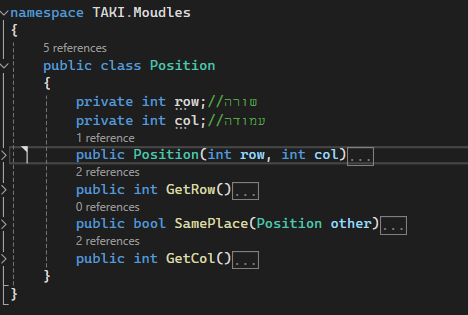 namespace TAKI.Moudles
{
5 references
public class Position
{
private int row;//שורה
private int col;//עמודה
1 reference
public Position(int row, int col)...
2 references
public int GetRow()...
0 references
public bool SamePlace(Position other)...
2 references
public int GetCol()...
}
}